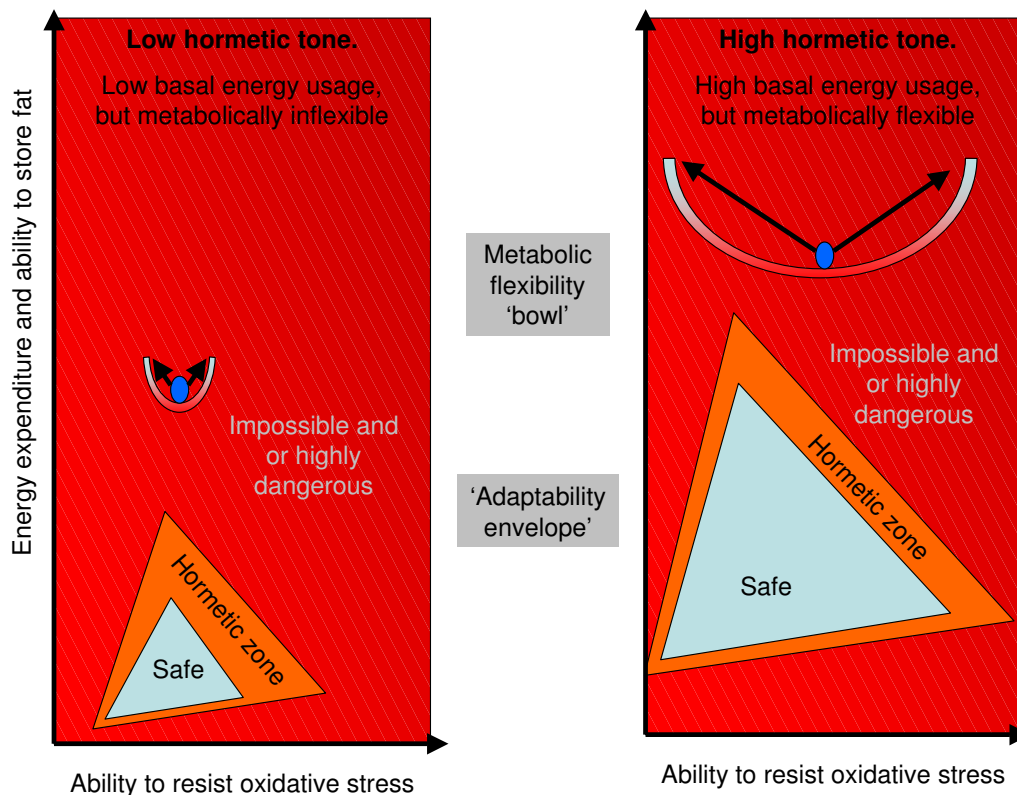 Energy expenditure and ability to store fat
Low hormetic tone.
Low basal energy usage,
but metabolically inflexible
Impossible and
or highly
dangerous
Hormetic zone
Safe
Ability to resist oxidative stress
Metabolic
flexibility
‘bowl’
‘Adaptability
envelope’
High hormetic tone.
High basal energy usage,
but metabolically flexible
Impossible and
or highly
dangerous
Hormetic zone
Safe
Ability to resist oxidative stress